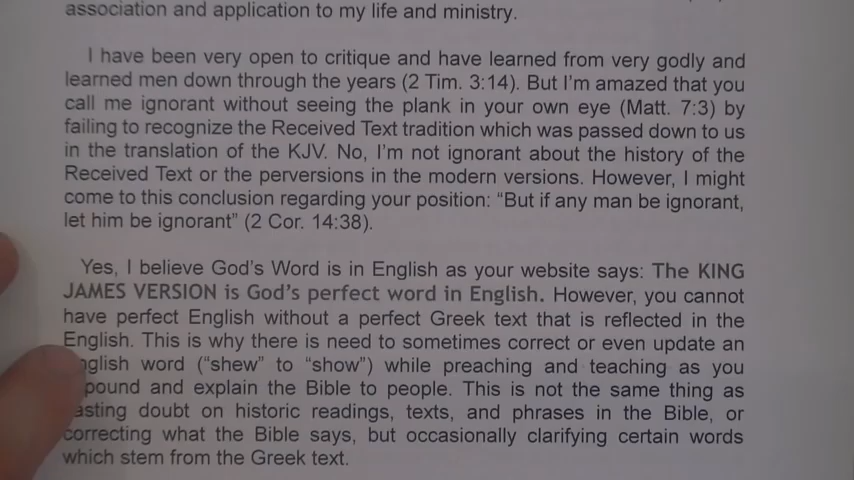 association and application to my life and ministry.
I have been very open to critique and have learned from very godly and
learned men down through the years (2 Tim. 3:14). But I'm amazed that you
call me ignorant without seeing the plank in your own eye (Matt. 7:3) by
failing to recognize the Received Text tradition which was passed down to us
in the translation of the KJV. No, I'm not ignorant about the history of the
Received Text or the perversions in the modern versions. However, I might
come to this conclusion regarding your position: “But if any man be ignorant,
let him be ignorant” (2 Cor. 14:38).
Yes, I believe God's Word is in English as your website says: The KING
JAMES VERSION is God's perfect word in English. However, you cannot
have perfect English without a perfect Greek text that is reflected in the
English. This is why there is need to sometimes correct or even update an
nglish word (“shew” to “show”) while preaching and teaching as you
pound and explain the Bible to people. This is not the same thing as
asting doubt on historic readings, texts, and phrases in the Bible, or
correcting what the Bible says, but occasionally clarifying certain words
which stem from the Greek text.